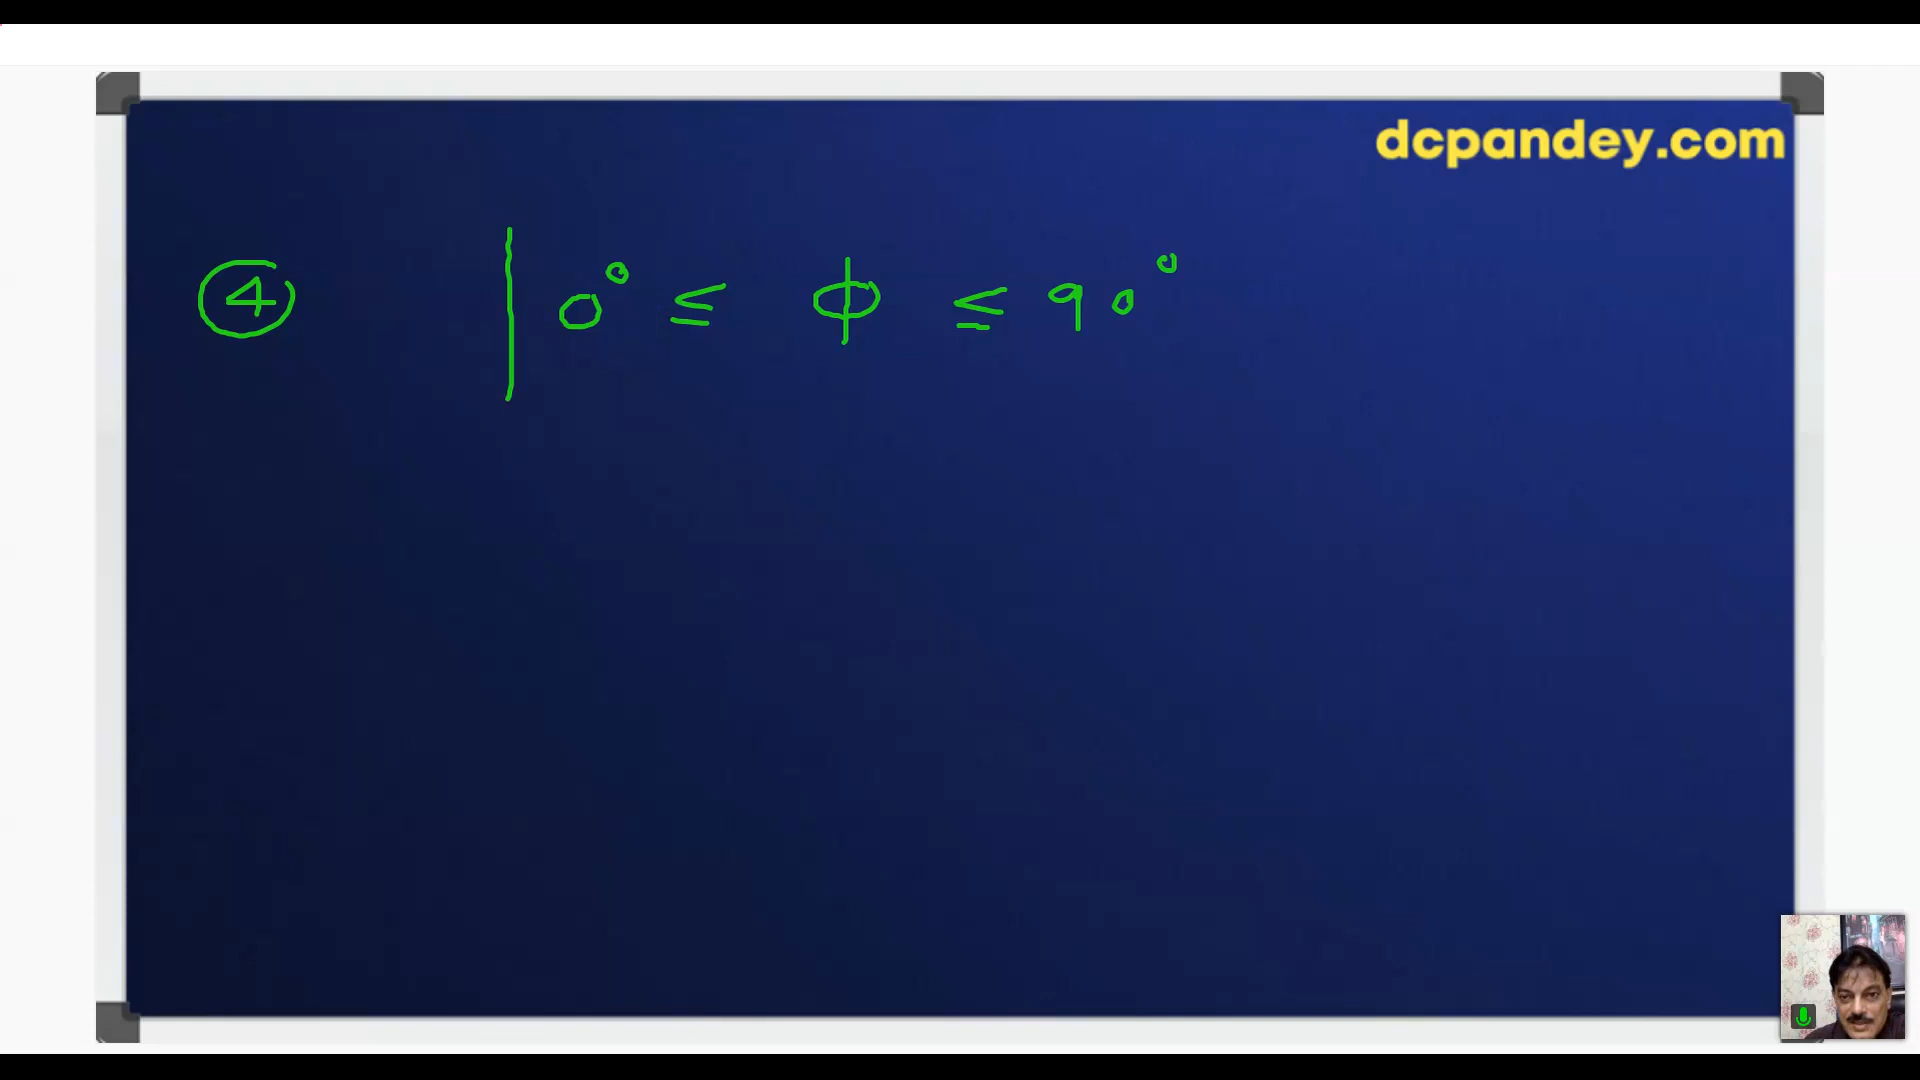 dcpandey.com
④ | 0° ≤ ϕ ≤ 90°